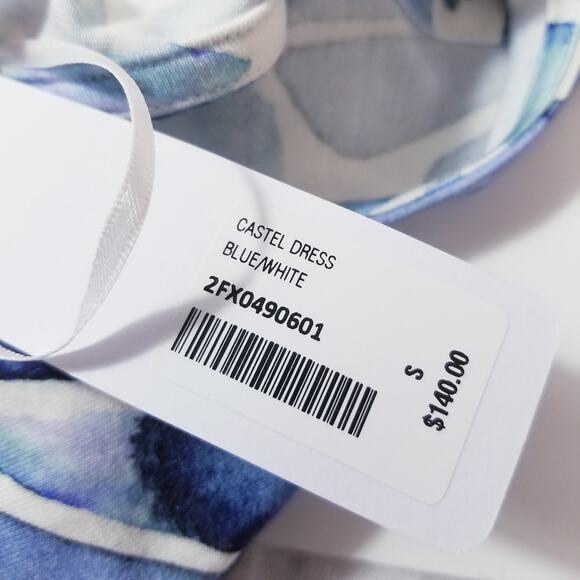 CASTEL DRESS
BLUE/WHITE
2FX0490601
S
$140.00